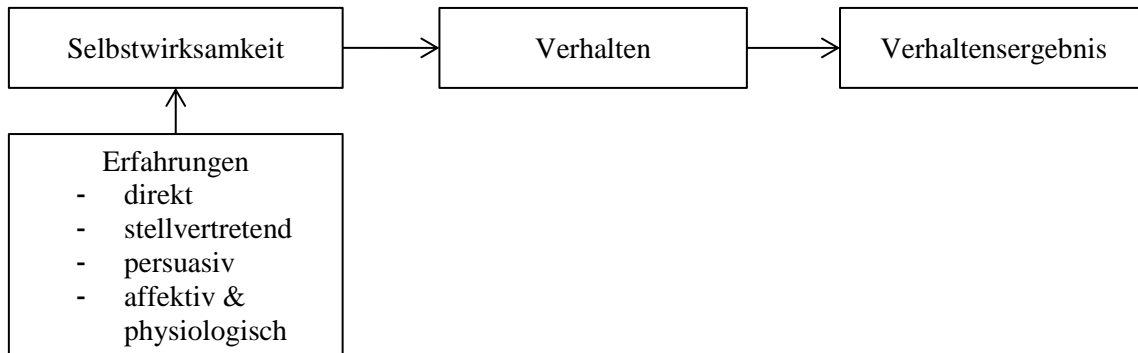 Selbstwirksamkeit
Verhalten
Verhaltensergebnis
Erfahrungen
- direkt
- stellvertretend
- persuasiv
- affektiv &
physiologisch